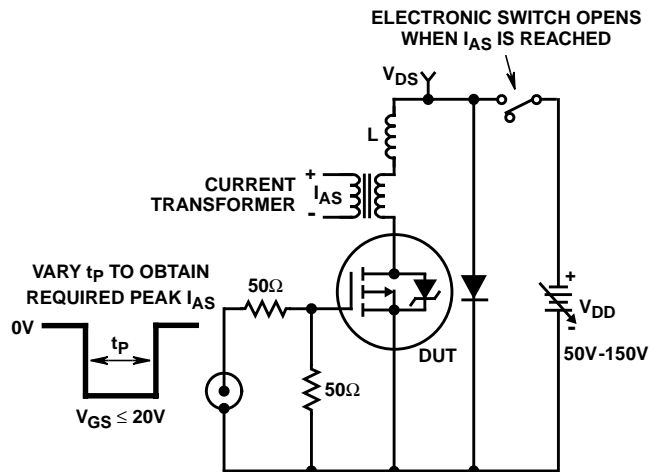 ELECTRONIC SWITCH OPENS
WHEN IAS IS REACHED
VDS
L
+
CURRENT
TRANSFORMER
IAS
-
VARY tP TO OBTAIN
REQUIRED PEAK IAS
50Ω
0V
tP
VGS ≤ 20V
50Ω
DUT
+
VDD
-
50V-150V